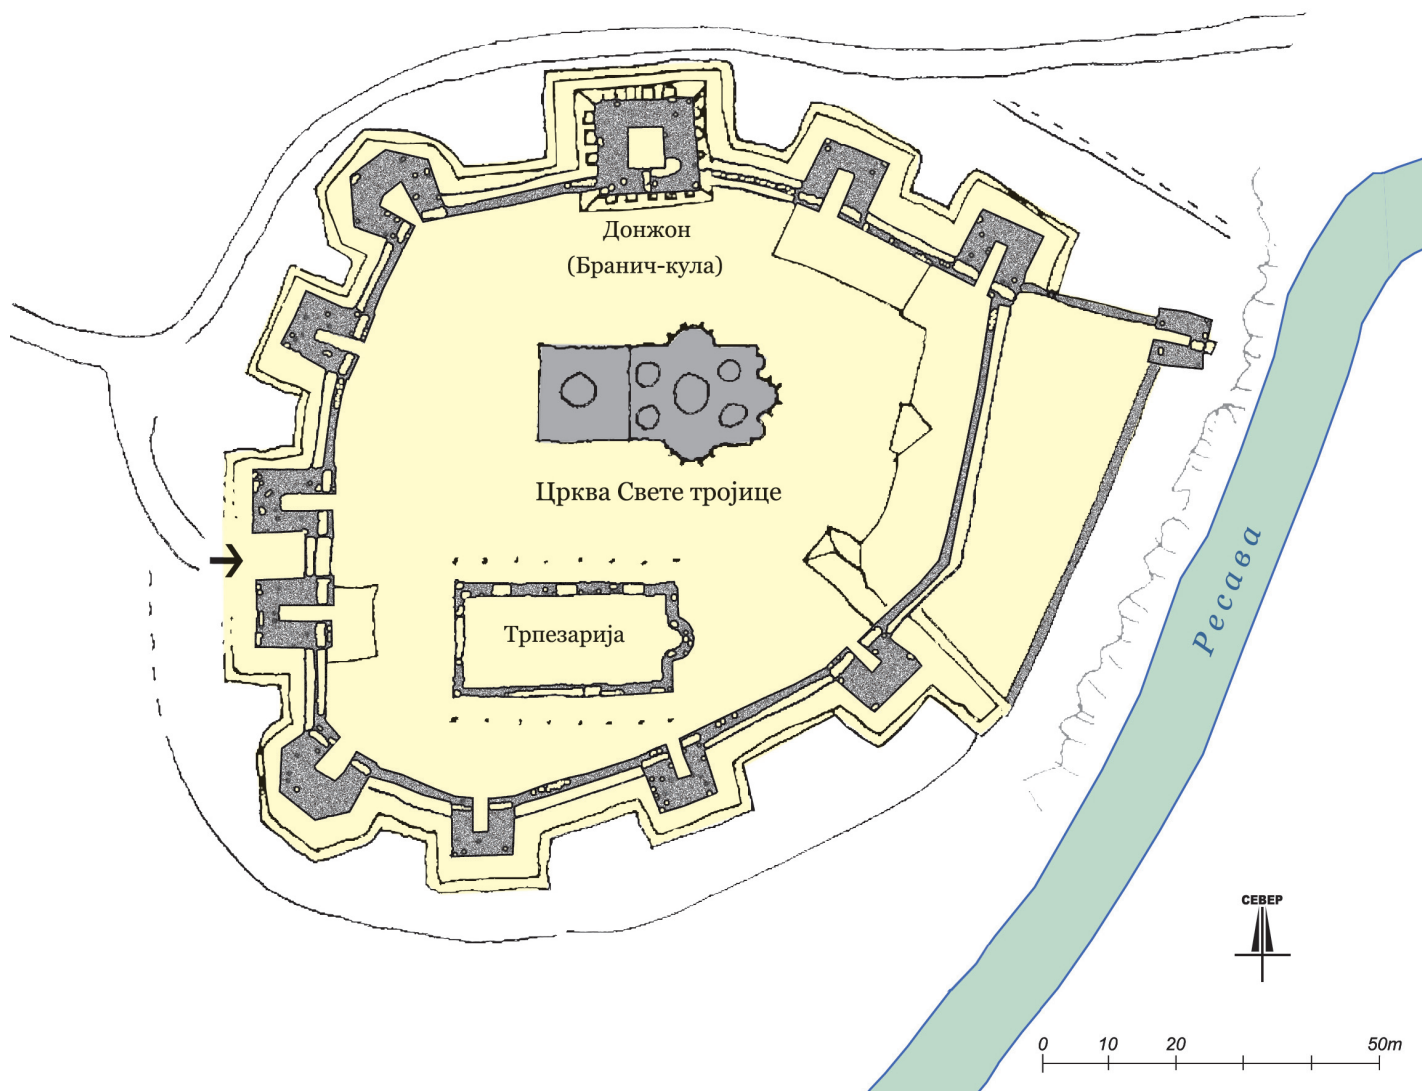 Донжон
(Бранич-кула)
Црква Свете тројице
Трпезарија
Ресава
СЕВЕР
0 10 20 50m